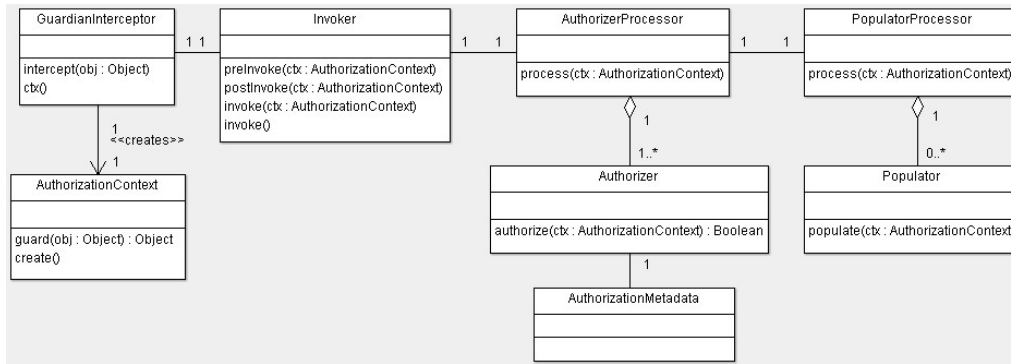 GuardianInterceptor
intercept(obj : Object)
ctx()
1 1
Invoker
preInvoke(ctx : AuthorizationContext)
postInvoke(ctx : AuthorizationContext)
invoke(ctx : AuthorizationContext)
invoke()
1 1
AuthorizerProcessor
process(ctx : AuthorizationContext)
1 1
PopulatorProcessor
process(ctx : AuthorizationContext)
1
<<creates>>
1
AuthorizationContext
guard(obj : Object) : Object
create()
1
1..*
Authorizer
authorize(ctx : AuthorizationContext) : Boolean
1
AuthorizationMetadata
1
0..*
Populator
populate(ctx : AuthorizationContext